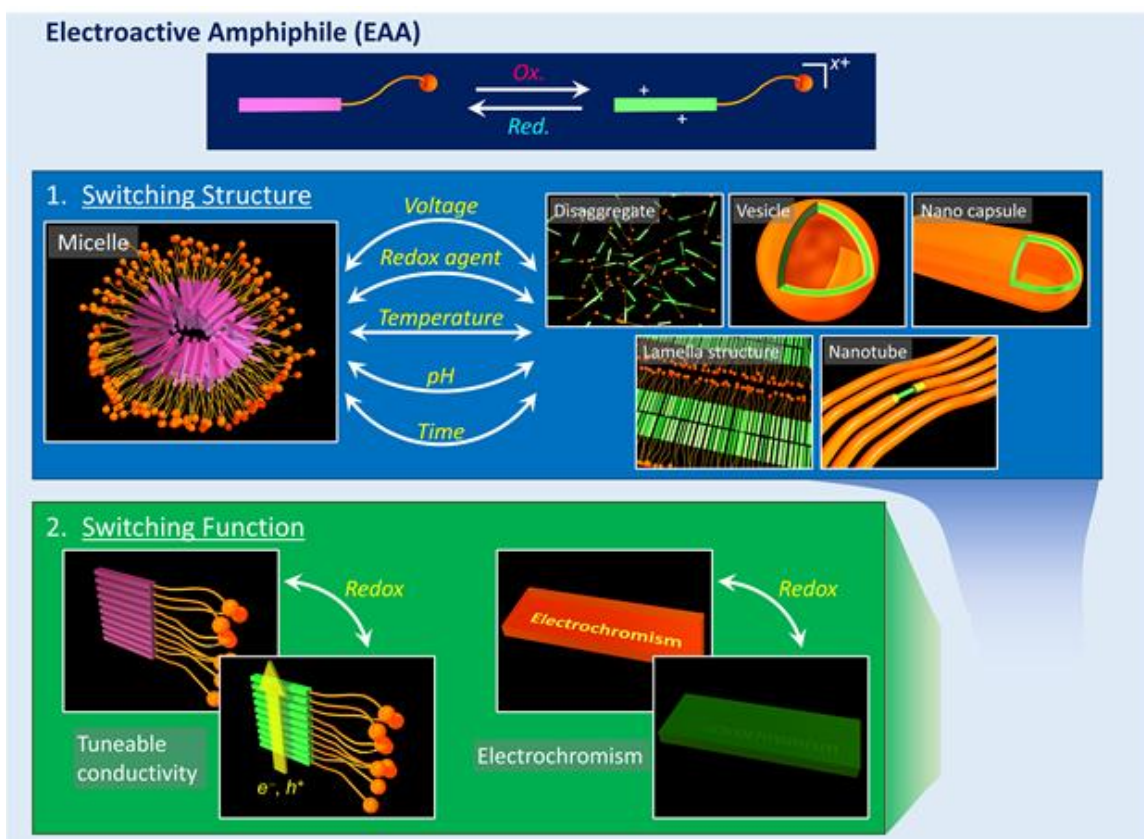 Electroactive Amphiphile (EAA)
Ox.
Red.
+
+
x+
1. Switching Structure
Micelle
Voltage
Redox agent
Temperature
pH
Time
Disaggregate
Vesicle
Nano capsule
Lamella structure
Nanotube
2. Switching Function
Redox
Tuneable
conductivity
e⁻, h⁺
Electrochromism
Redox
Electrochromism